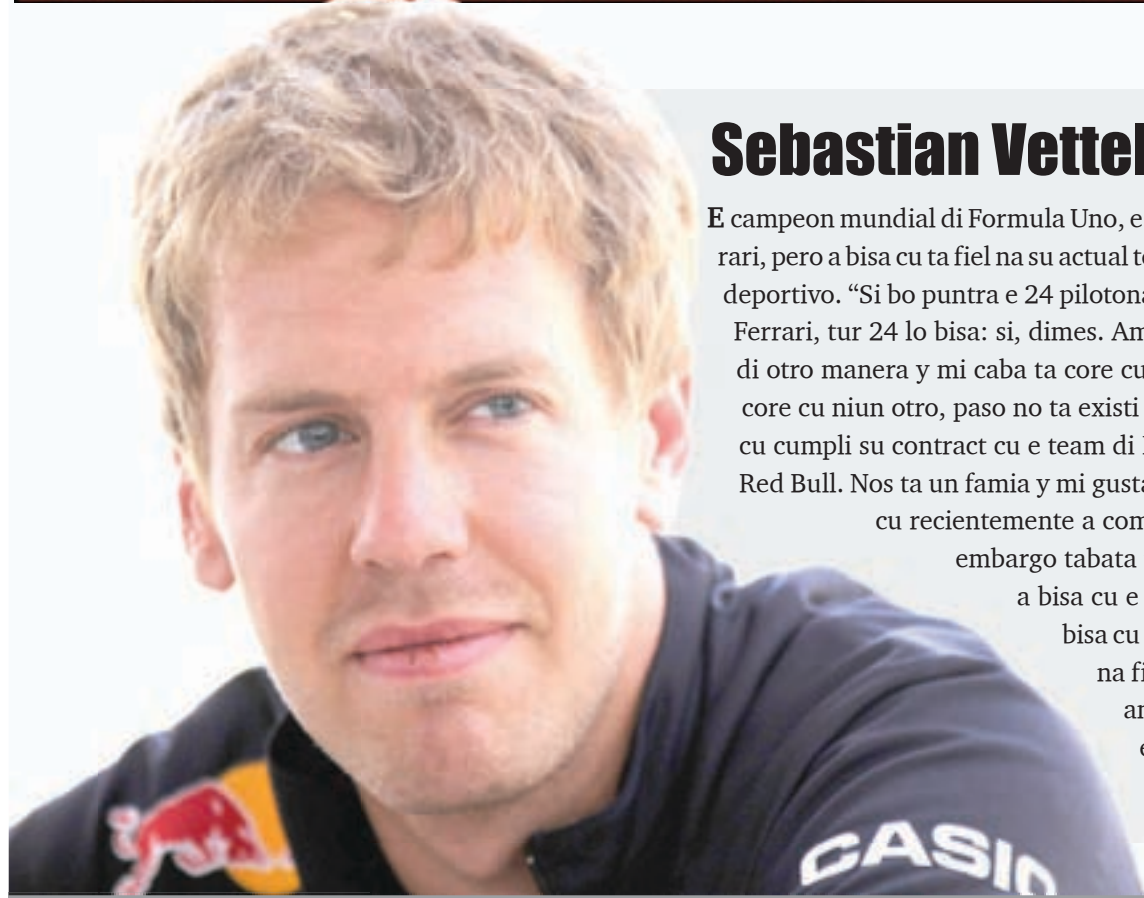 Sebastian Vettel
E campeon mundial di Formula Uno, e
rari, pero a bisa cu ta fiel na su actual
deportivo. “Si bo puntra e 24 pilotona
Ferrari, tur 24 lo bisa: si, dimes.
di otro manera y mi caba ta core cu
core cu niun otro, paso no ta existi
cu cumpli su contract cu e team di
Red Bull. Nos ta un famia y mi gusta
cu recientemente a com
embargo tabata
a bisa cu e
bisa cu
na
CASIO